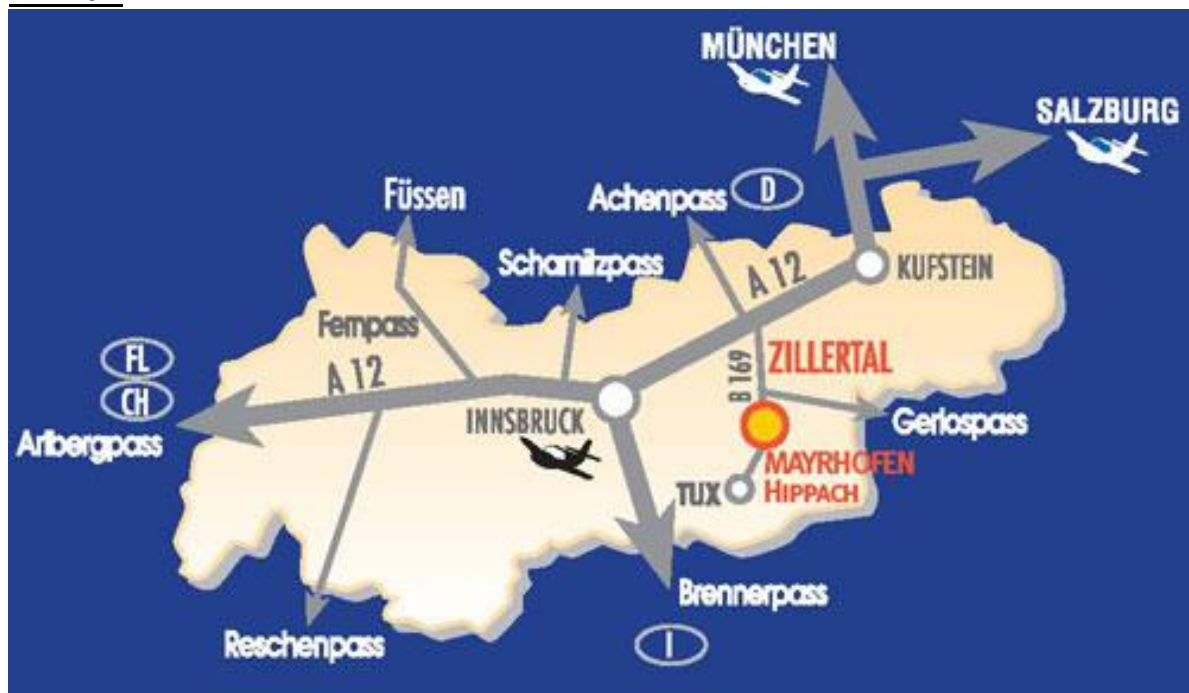 MÜNCHEN
SALZBURG
Füssen
Achenpass
D
Scharnitzpass
A 12
KUFSTEIN
Fernpass
FL
CH
A 12
B 169
ZILLERTAL
Arlbergpass
INNSBRUCK
Gerlospass
MAYRHOFEN
HIPPACH
TUX
Brennerpass
Reschenpass
I